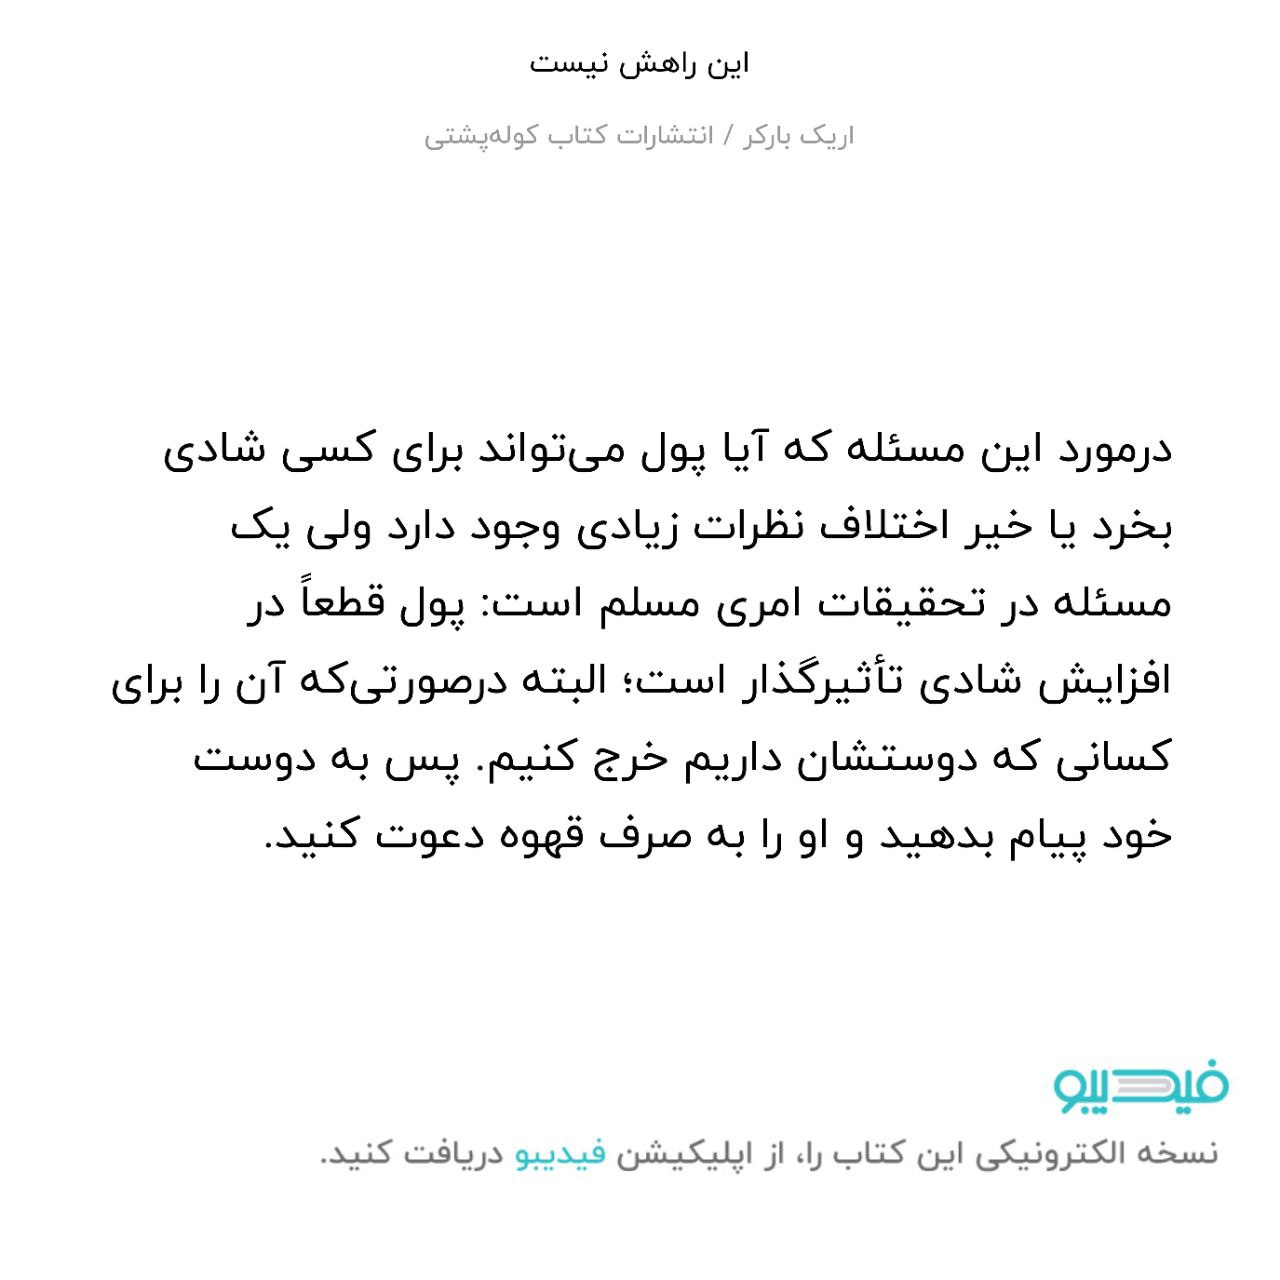 این راهش نیست
اریک بارکر / انتشارات کتاب کوله‌پشتی
درمورد این مسئله که آیا پول می‌تواند برای کسی شادی
بخرد یا خیر اختلاف نظرات زیادی وجود دارد ولی یک
مسئله در تحقیقات امری مسلم است: پول قطعاً در
افزایش شادی تأثیرگذار است؛ البته درصورتی‌که آن را برای
کسانی که دوستشان داریم خرج کنیم. پس به دوست
خود پیام بدهید و او را به صرف قهوه دعوت کنید.
فیدیبو
نسخه الکترونیکی این کتاب را، از اپلیکیشن فیدیبو دریافت کنید.